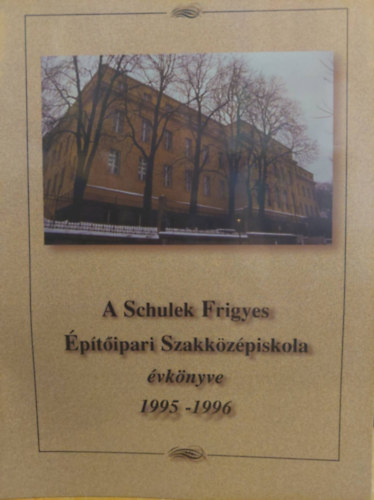 A Schulek Frigyes
Építőipari Szakközépiskola
évkönyve
1995 -1996